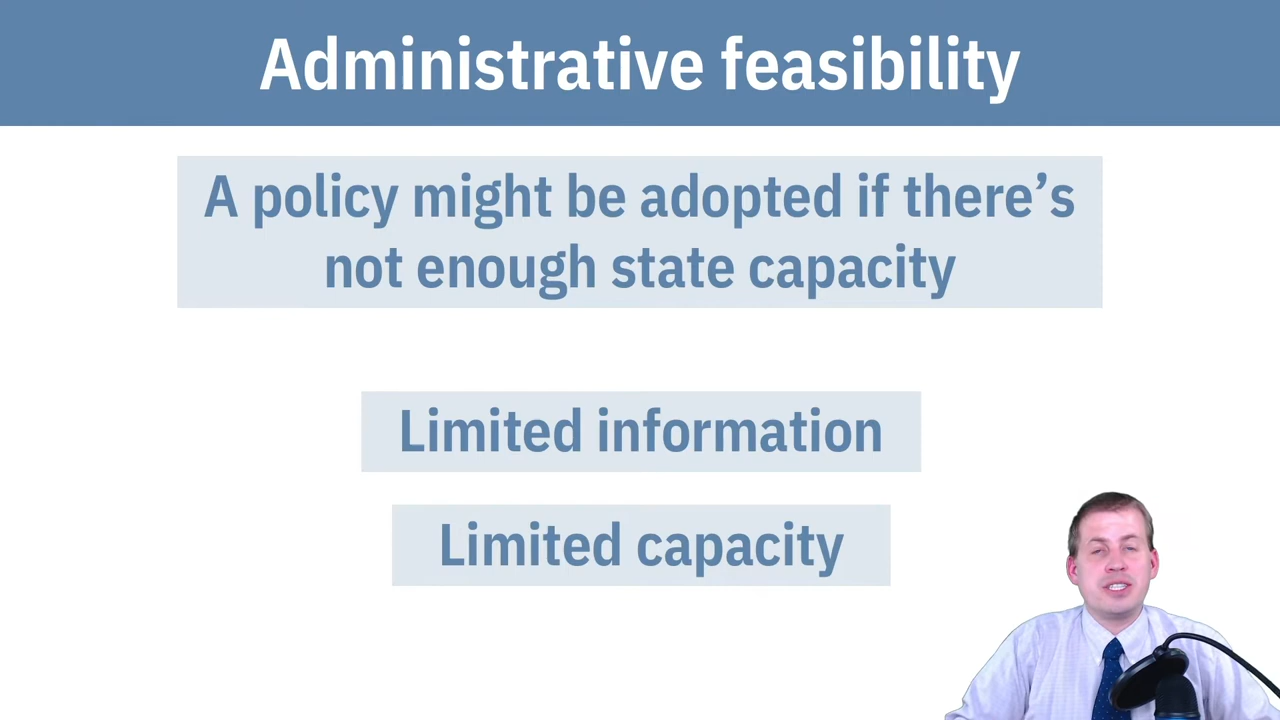 Administrative feasibility
A policy might be adopted if there’s
not enough state capacity
Limited information
Limited capacity